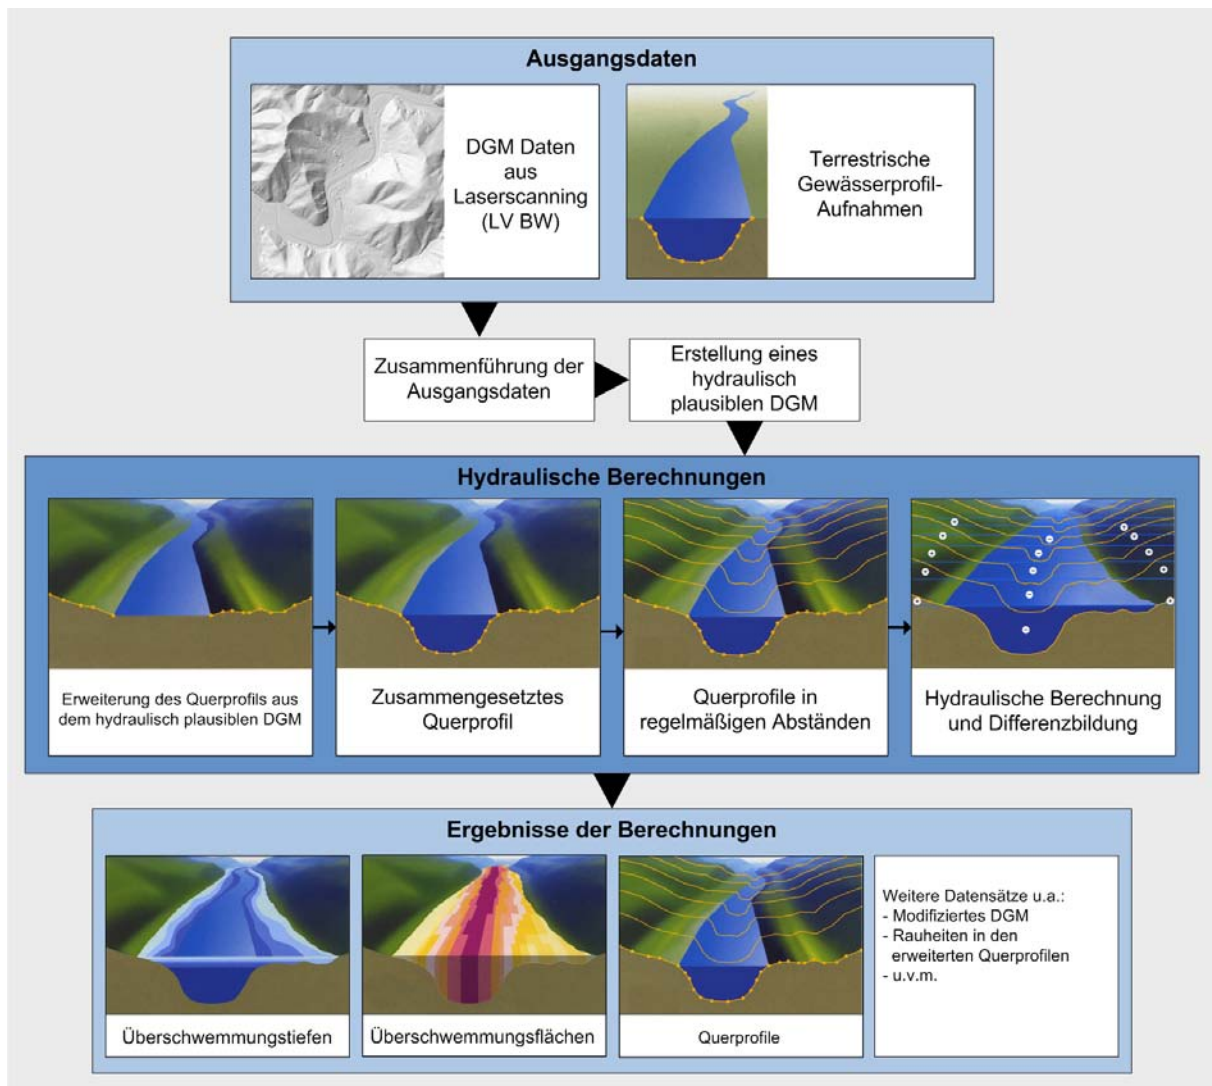 Ausgangsdaten
DGM Daten
aus
Laserscanning
(LV BW)
Terrestrische
Gewässerprofil-
Aufnahmen
Zusammenführung der
Ausgangsdaten
Erstellung eines
hydraulisch
plausiblen DGM
Hydraulische Berechnungen
Erweiterung des Querprofils aus
dem hydraulisch plausiblen DGM
Zusammengesetztes
Querprofil
Querprofile in
regelmäßigen Abständen
Hydraulische Berechnung
und Differenzbildung
Ergebnisse der Berechnungen
Überschwemmungstiefen
Überschwemmungsflächen
Querprofile
Weitere Datensätze u.a.:
- Modifiziertes DGM
- Rauheiten in den
erweiterten Querprofilen
- u.v.m.